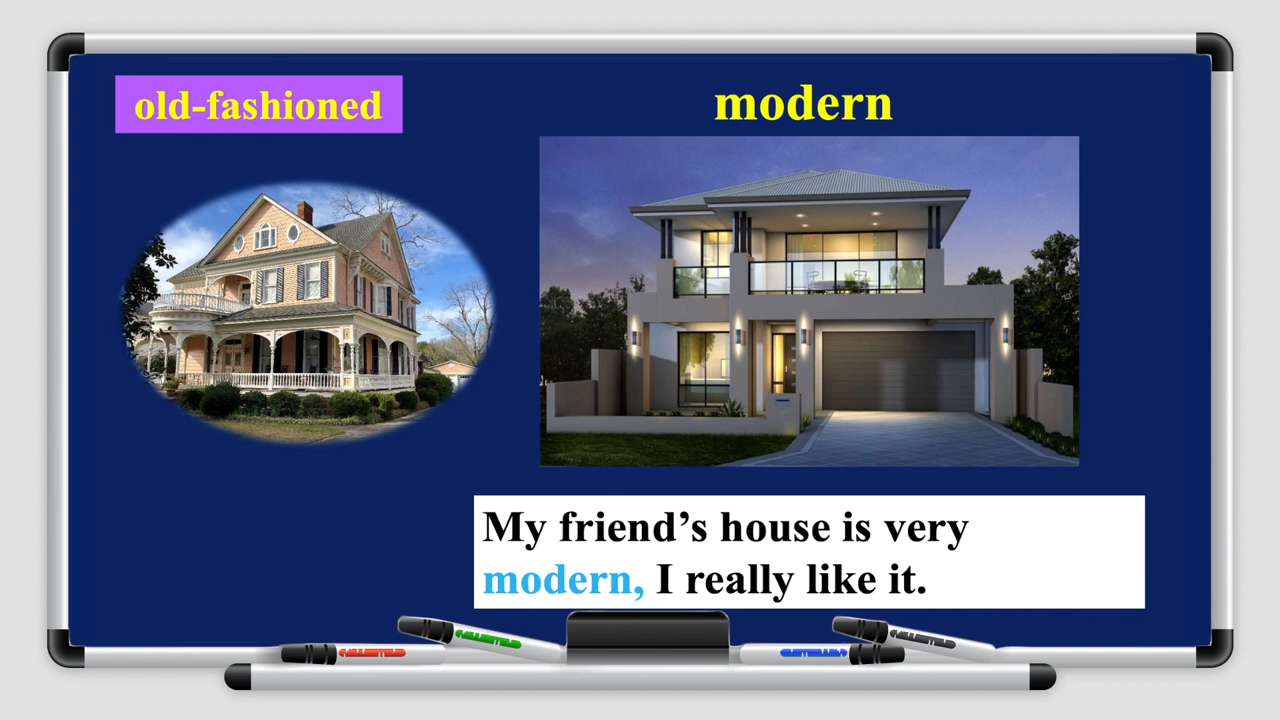 old-fashioned
modern
My friend’s house is very
modern, I really like it.